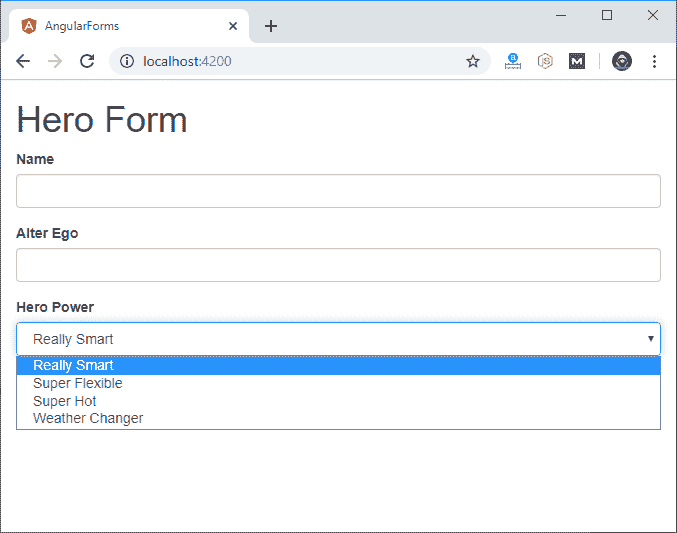 AngularForms
localhost:4200
Hero Form
Name
Alter Ego
Hero Power
Really Smart
Really Smart
Super Flexible
Super Hot
Weather Changer